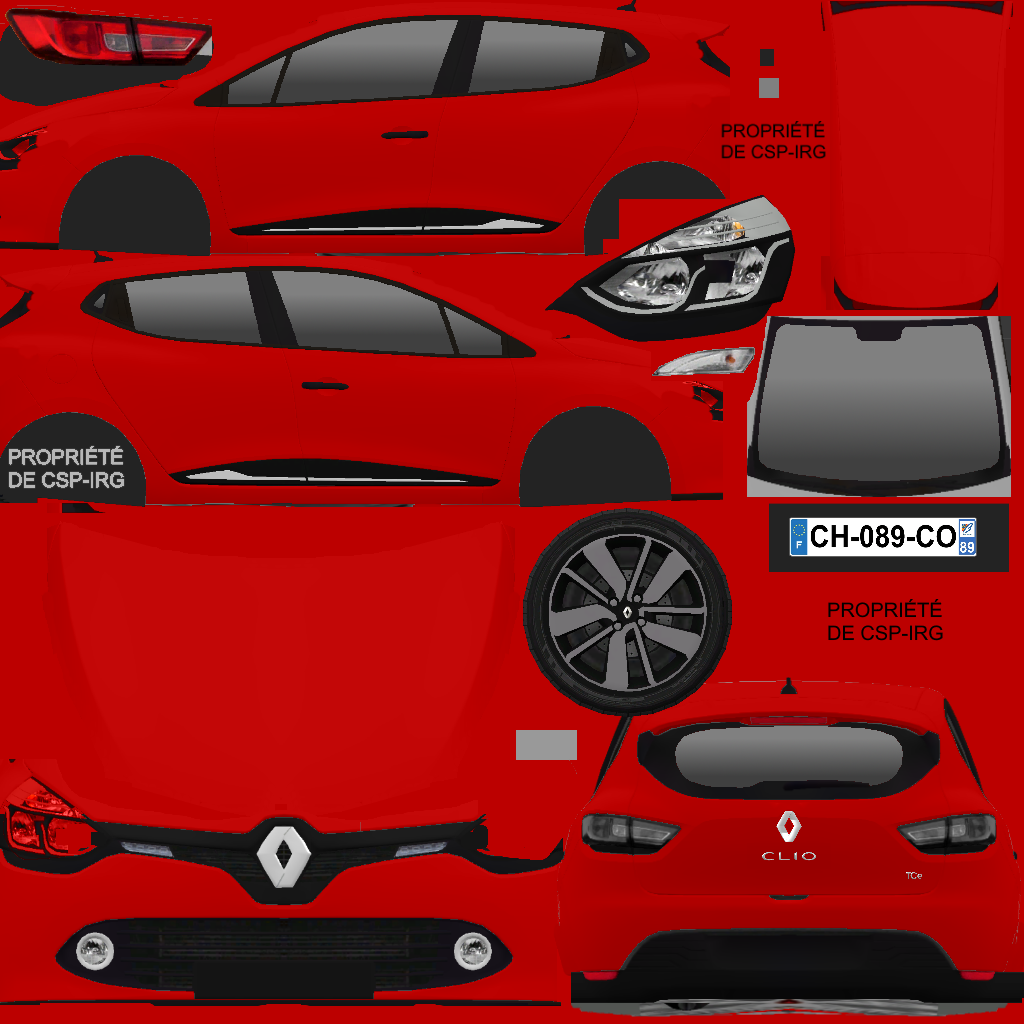 PROPRIÉTÉ
DE CSP-IRG
PROPRIÉTÉ
DE CSP-IRG
F CH-089-CO 89
PROPRIÉTÉ
DE CSP-IRG
CLIO
TCe